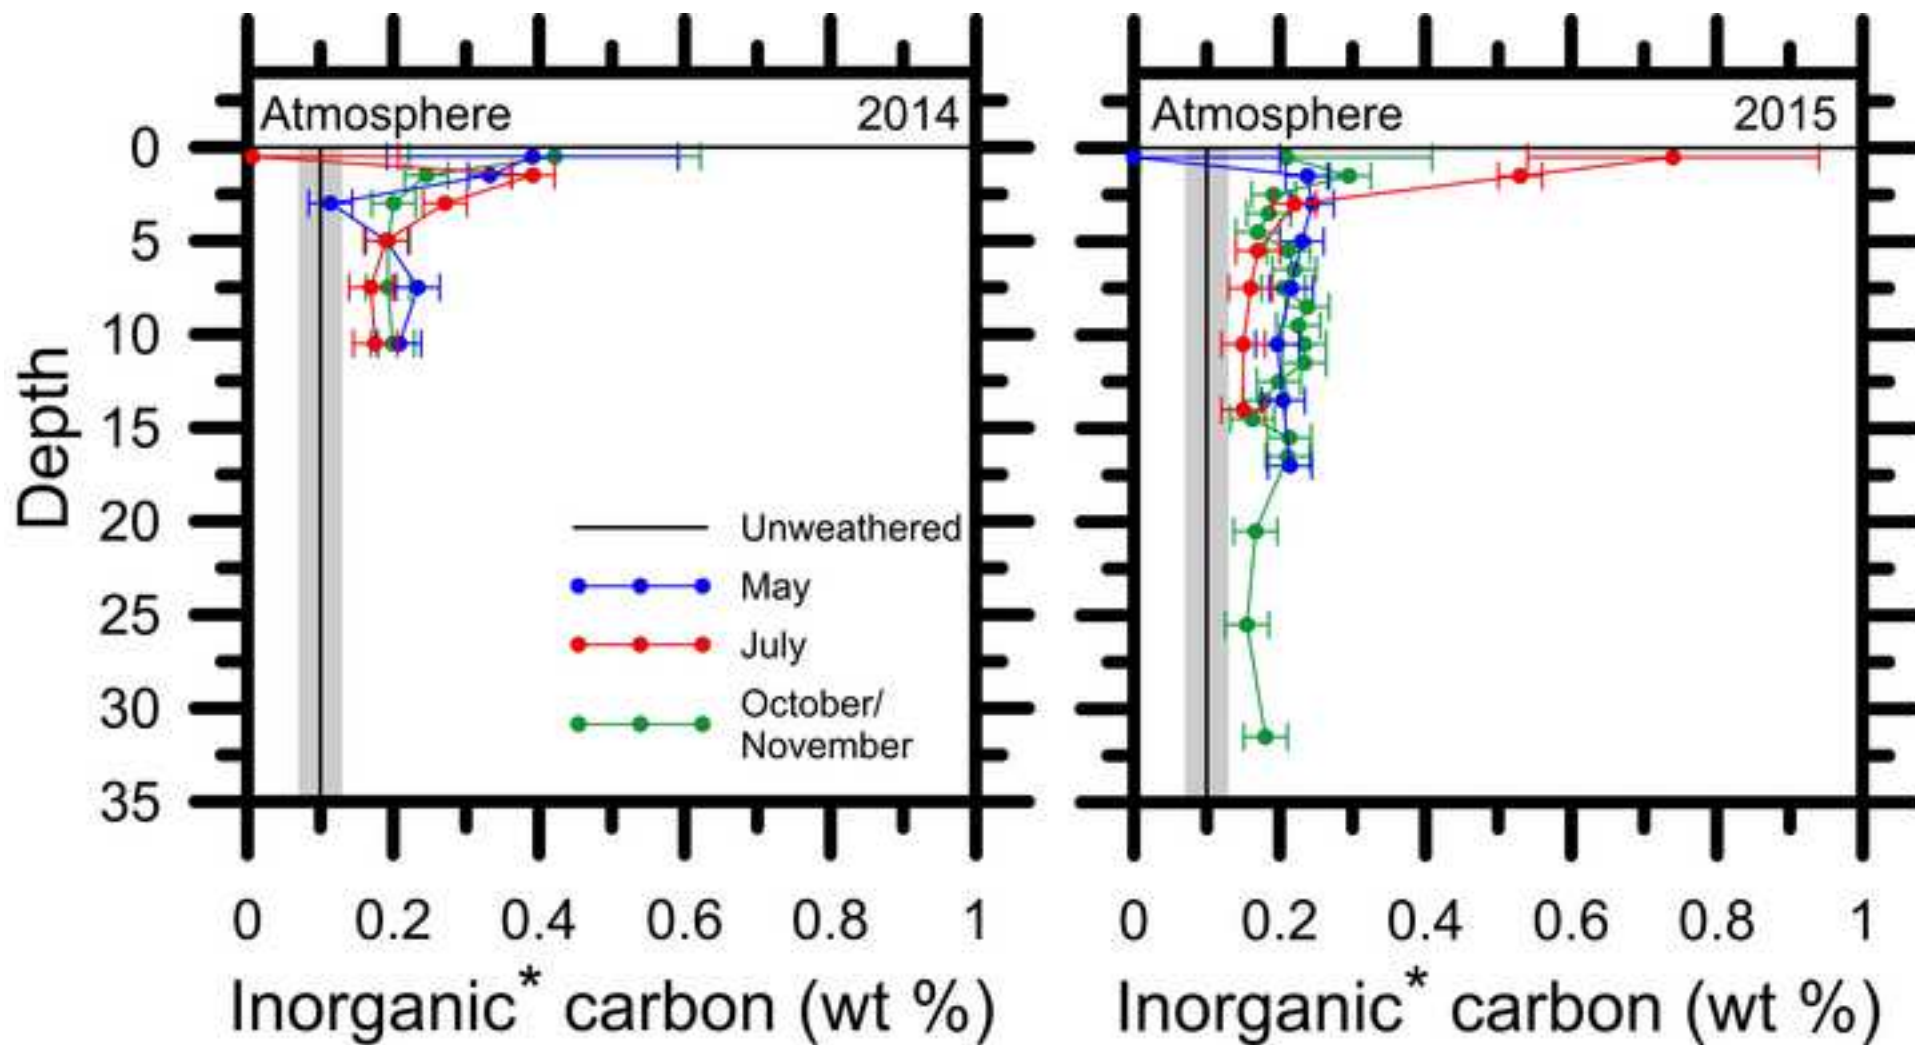 Atmosphere 2014
Atmosphere 2015
0
5
10
15
20
25
30
35
Depth
Unweathered
May
July
October/
November
0 0.2 0.4 0.6 0.8 1
0 0.2 0.4 0.6 0.8 1
Inorganic* carbon (wt %)
Inorganic* carbon (wt %)